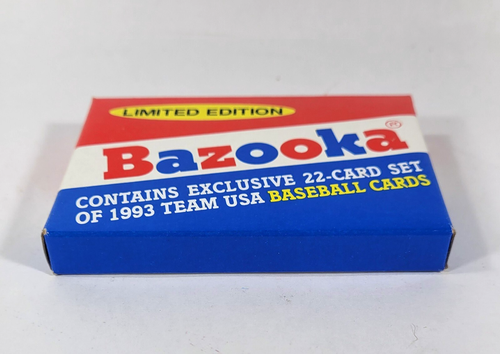 LIMITED EDITION
Bazooka®
CONTAINS EXCLUSIVE 22-CARD SET
OF 1993 TEAM USA BASEBALL CARDS